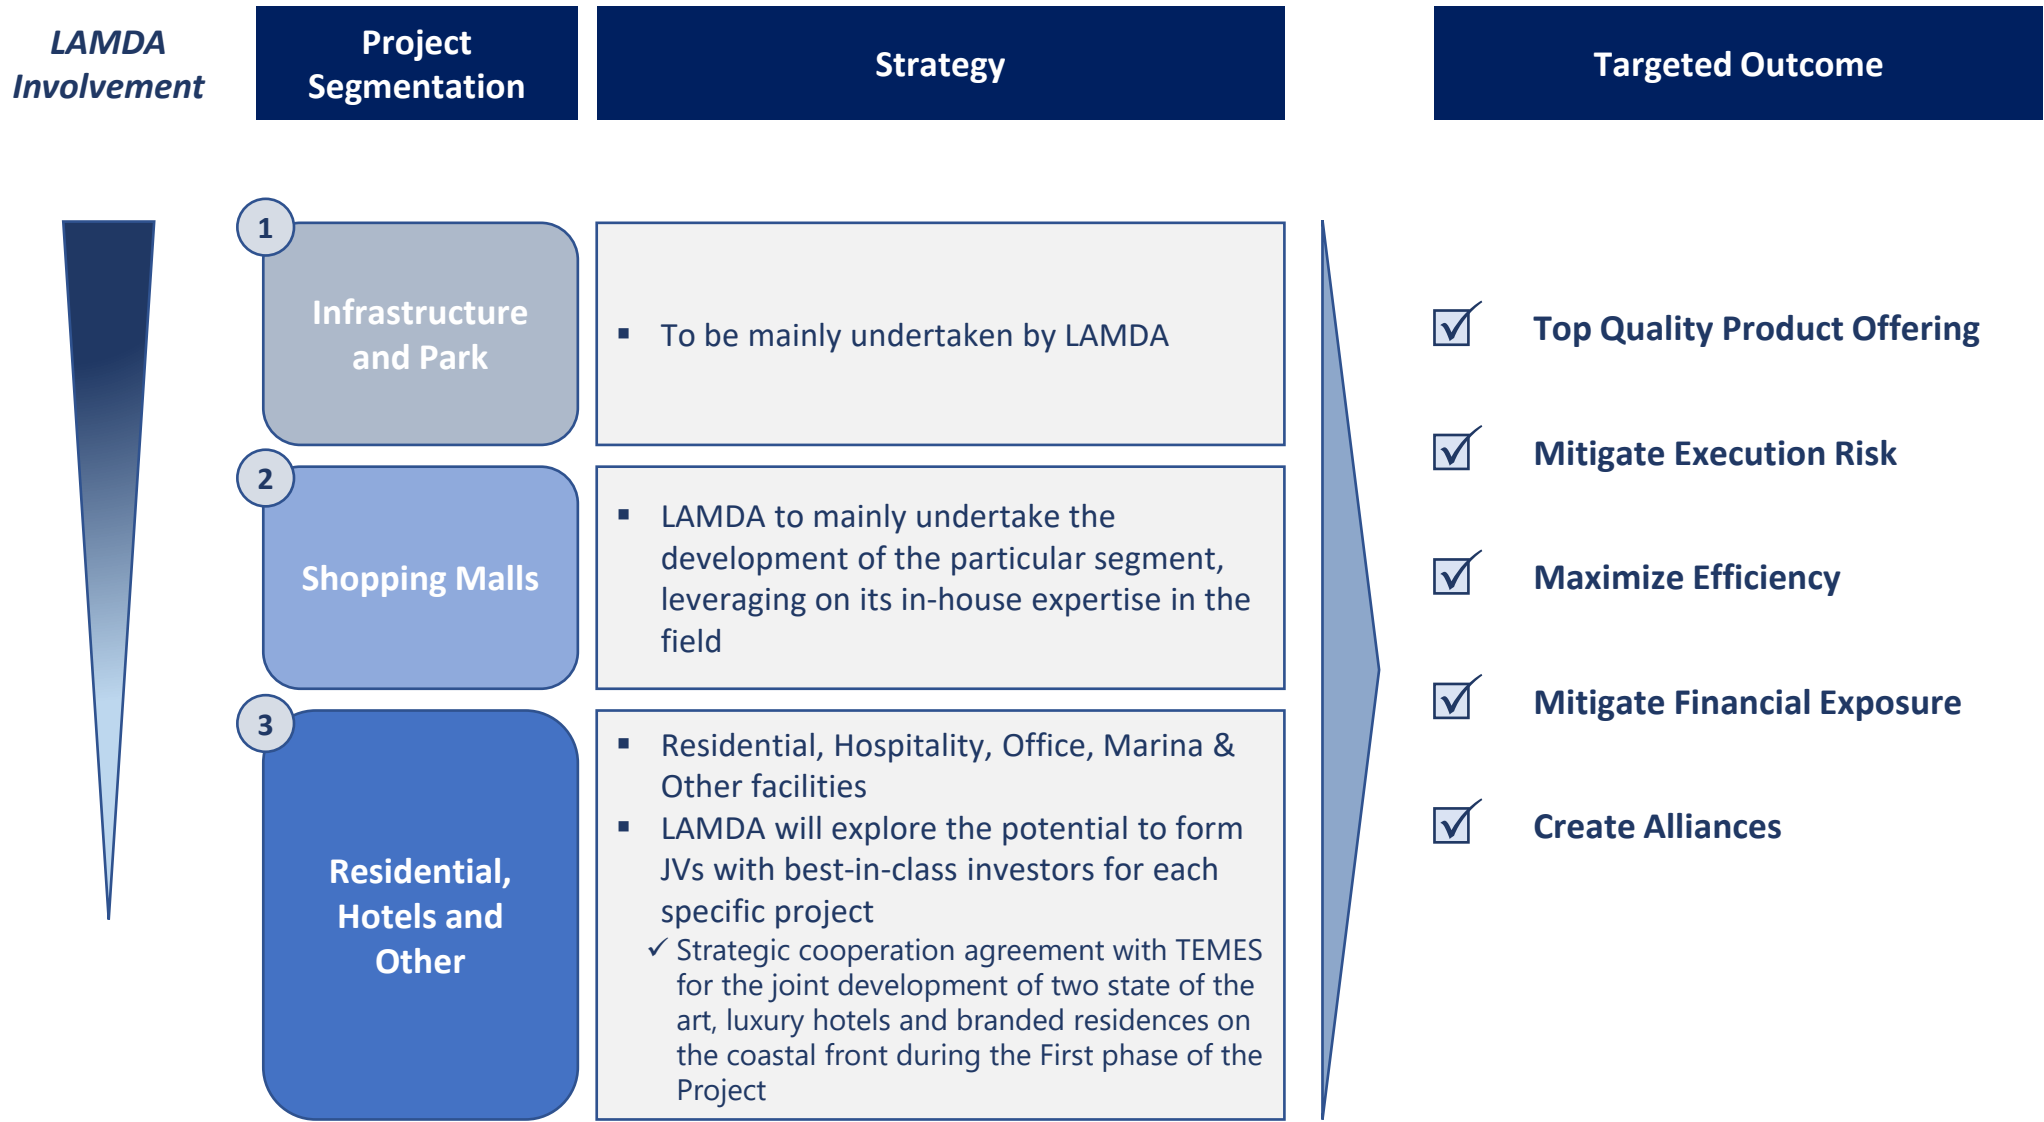 LAMDA
Involvement
Project
Segmentation
Strategy
Targeted Outcome
1
Infrastructure
and Park
▪ To be mainly undertaken by LAMDA
2
Shopping Malls
▪ LAMDA to mainly undertake the
development of the particular segment,
leveraging on its in-house expertise in the
field
3
Residential,
Hotels and
Other
▪ Residential, Hospitality, Office, Marina &
Other facilities
▪ LAMDA will explore the potential to form
JVs with best-in-class investors for each
specific project
✓ Strategic cooperation agreement with TEMES
for the joint development of two state of the
art, luxury hotels and branded residences on
the coastal front during the First phase of the
Project
Top Quality Product Offering
Mitigate Execution Risk
Maximize Efficiency
Mitigate Financial Exposure
Create Alliances